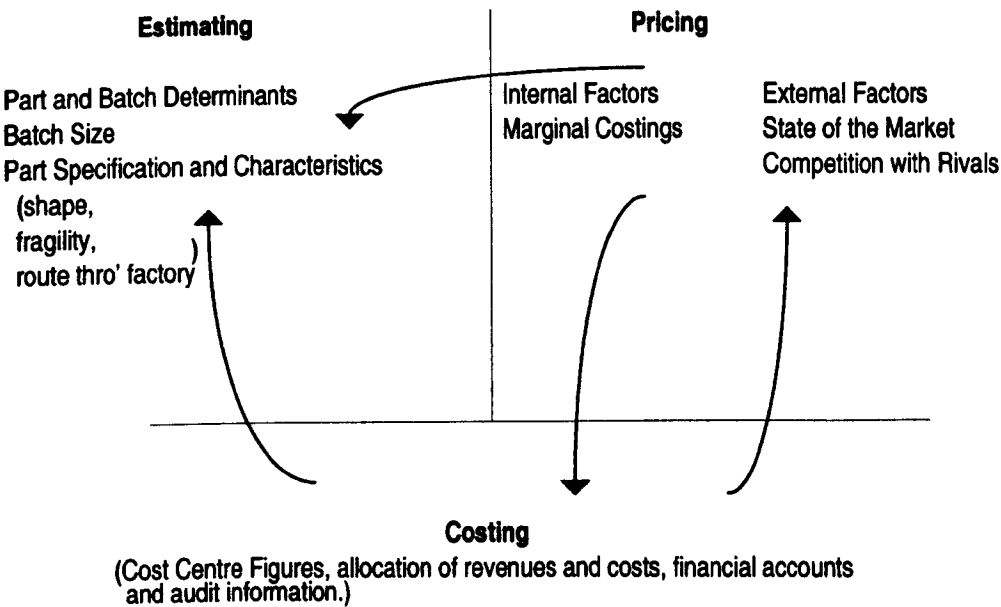 Estimating
Part and Batch Determinants
Batch Size
Part Specification and Characteristics
(shape,
fragility,
route thro' factory)
Pricing
Internal Factors
Marginal Costings
External Factors
State of the Market
Competition with Rivals
Costing
(Cost Centre Figures, allocation of revenues and costs, financial accounts
and audit information.)